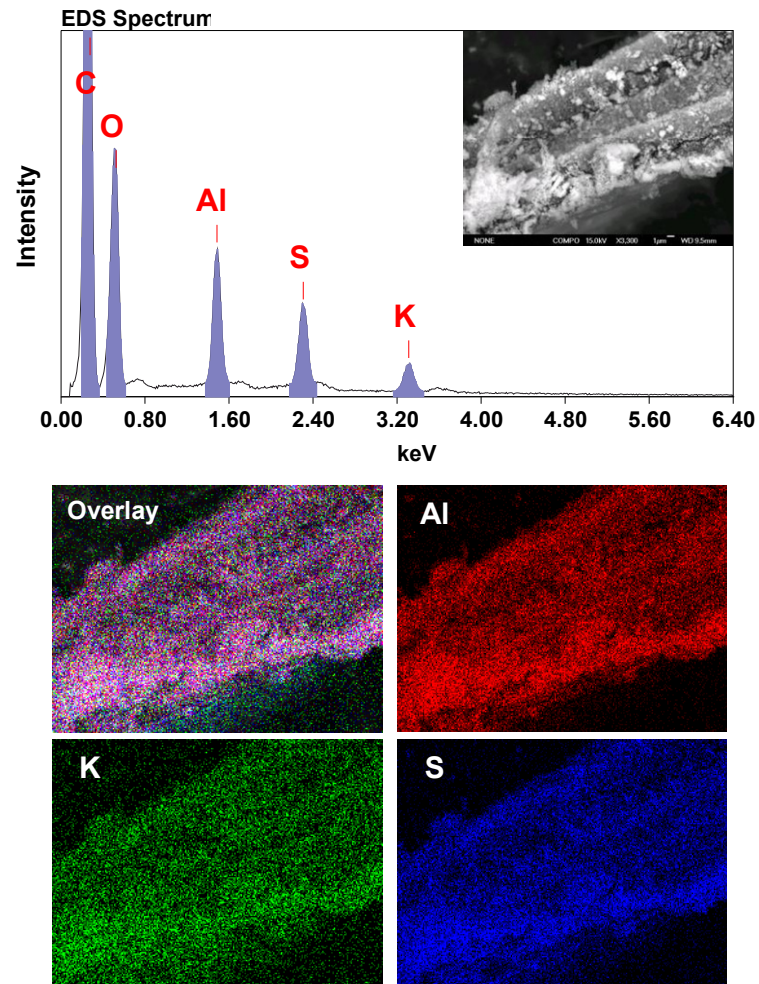 EDS Spectrum
C
O
Al
S
K
Intensity
NONE COMPO 15.0kV X3,300 1µm WD 9.5mm
0.00 0.80 1.60 2.40 3.20 4.00 4.80 5.60 6.40
keV
Overlay
Al
K
S